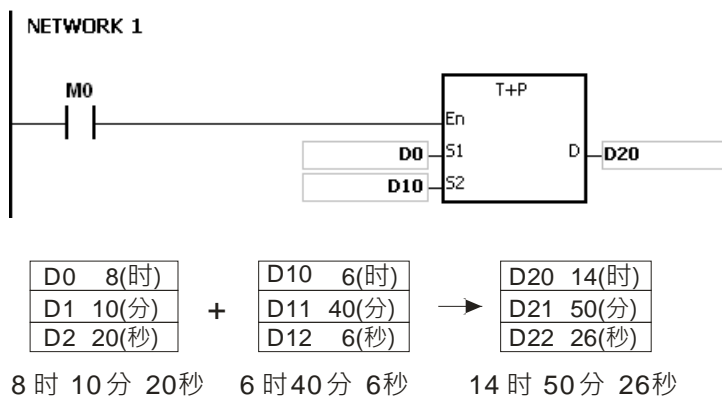 NETWORK 1
M0
T+P
En
D0 S1 D D20
D10 S2
D0 8(时) D10 6(时) D20 14(时)
D1 10(分) + D11 40(分) D21 50(分)
D2 20(秒) D12 6(秒) D22 26(秒)
8时 10分 20秒 6时40分 6秒 14时 50分 26秒